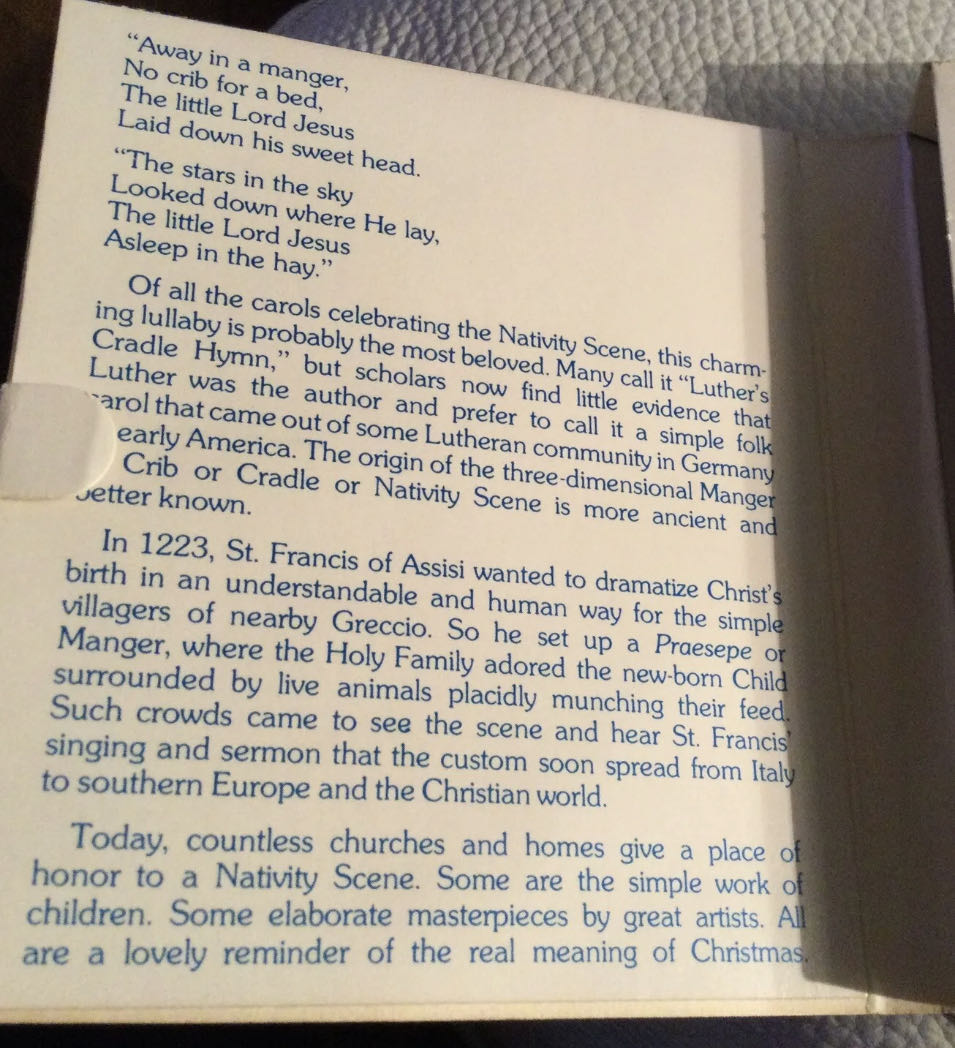 “Away in a manger,
No crib for a bed,
The little Lord Jesus
Laid down his sweet head.
“The stars in the sky
Looked down where He lay,
The little Lord Jesus
Asleep in the hay.”
Of all the carols celebrating the Nativity Scene, this charm-
ing lullaby is probably the most beloved. Many call it “Luther’s
Cradle Hymn,” but scholars now find little evidence that
Luther was the author and prefer to call it a simple folk
carol that came out of some Lutheran community in Germany
early America. The origin of the three-dimensional Manger
Crib or Cradle or Nativity Scene is more ancient and
better known.
In 1223, St. Francis of Assisi wanted to dramatize Christ’s
birth in an understandable and human way for the simple
villagers of nearby Greccio. So he set up a Praesepe or
Manger, where the Holy Family adored the new-born Child
surrounded by live animals placidly munching their feed.
Such crowds came to see the scene and hear St. Francis’
singing and sermon that the custom soon spread from Italy
to southern Europe and the Christian world.
Today, countless churches and homes give a place of
honor to a Nativity Scene. Some are the simple work of
children. Some elaborate masterpieces by great artists. All
are a lovely reminder of the real meaning of Christmas.